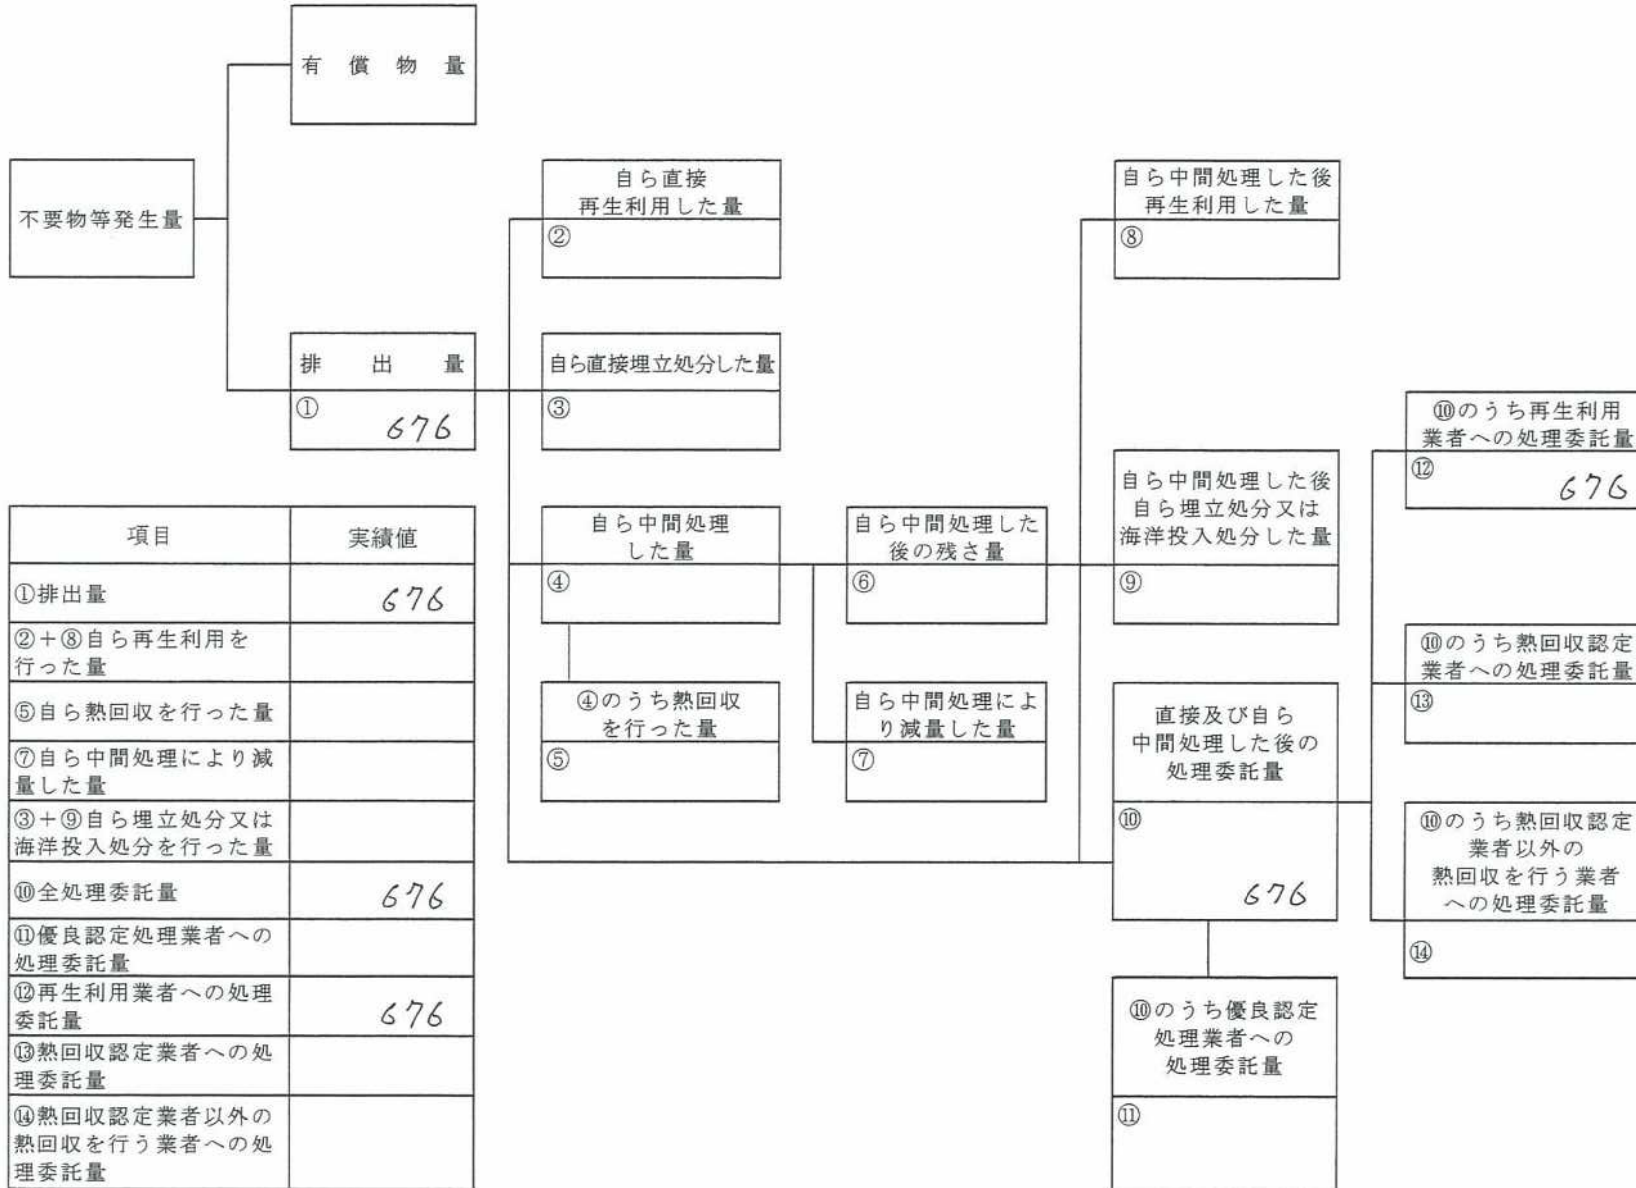 有償物量
不要物等発生量
自ら直接
再生利用した量
②
自ら中間処理した後
再生利用した量
⑧
排出量
①
676
自ら直接埋立処分した量
③
⑩のうち再生利用
業者への処理委託量
⑫
676
自ら中間処理した後
自ら埋立処分又は
海洋投入処分した量
⑨
自ら中間処理
した量
④
自ら中間処理した
後の残さ量
⑥
⑩のうち熱回収認定
業者への処理委託量
⑬
④のうち熱回収
を行った量
⑤
自ら中間処理によ
り減量した量
⑦
直接及び自ら
中間処理した後の
処理委託量
⑩
676
⑩のうち熱回収認定
業者以外の
熱回収を行う業者
への処理委託量
⑭
⑩のうち優良認定
処理業者への
処理委託量
⑪
項目 実績値
①排出量 676
②+⑧自ら再生利用を
行った量
⑤自ら熱回収を行った量
⑦自ら中間処理により減
量した量
③+⑨自ら埋立処分又は
海洋投入処分を行った量
⑩全処理委託量 676
⑪優良認定処理業者への
処理委託量
⑫再生利用業者への処理
委託量 676
⑬熱回収認定業者への処
理委託量
⑭熱回収認定業者以外の
熱回収を行う業者への処
理委託量